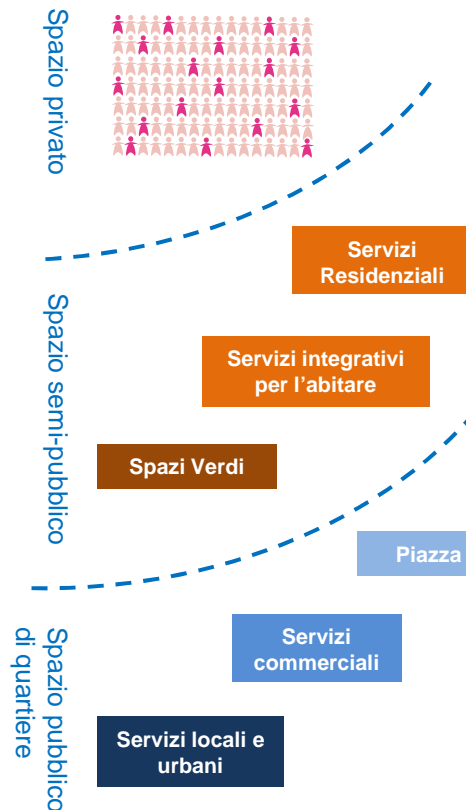 Spazio privato
Servizi
Residenziali
Spazio semi-pubblico
Servizi integrativi
per l'abitare
Spazi Verdi
Piazza
Spazio pubblico
di quartiere
Servizi
commerciali
Servizi locali e
urbani